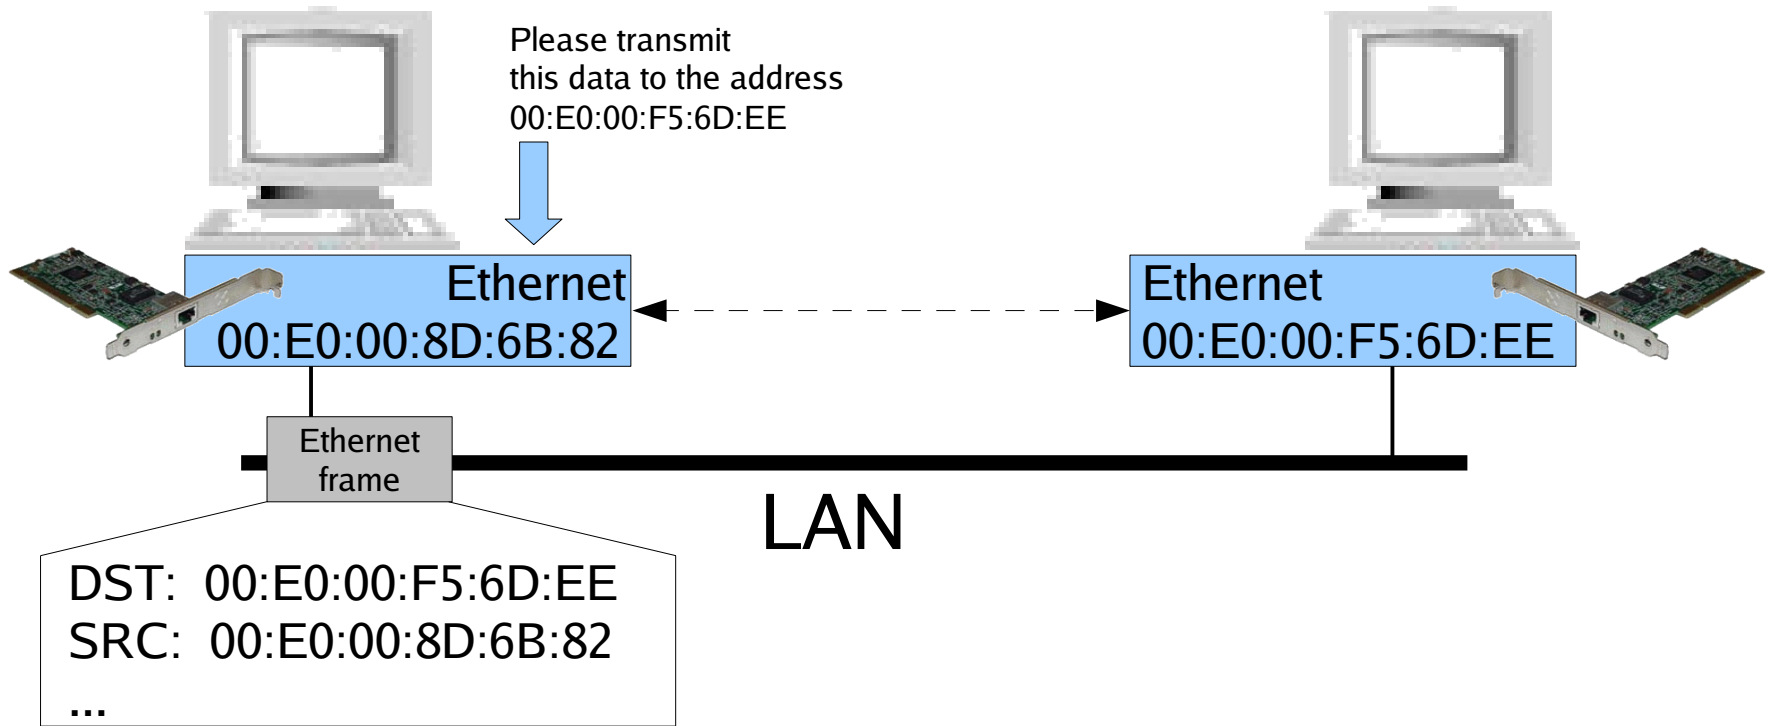 Please transmit
this data to the address
00:E0:00:F5:6D:EE
Ethernet
00:E0:00:8D:6B:82
Ethernet
00:E0:00:F5:6D:EE
Ethernet
frame
LAN
DST: 00:E0:00:F5:6D:EE
SRC: 00:E0:00:8D:6B:82
...